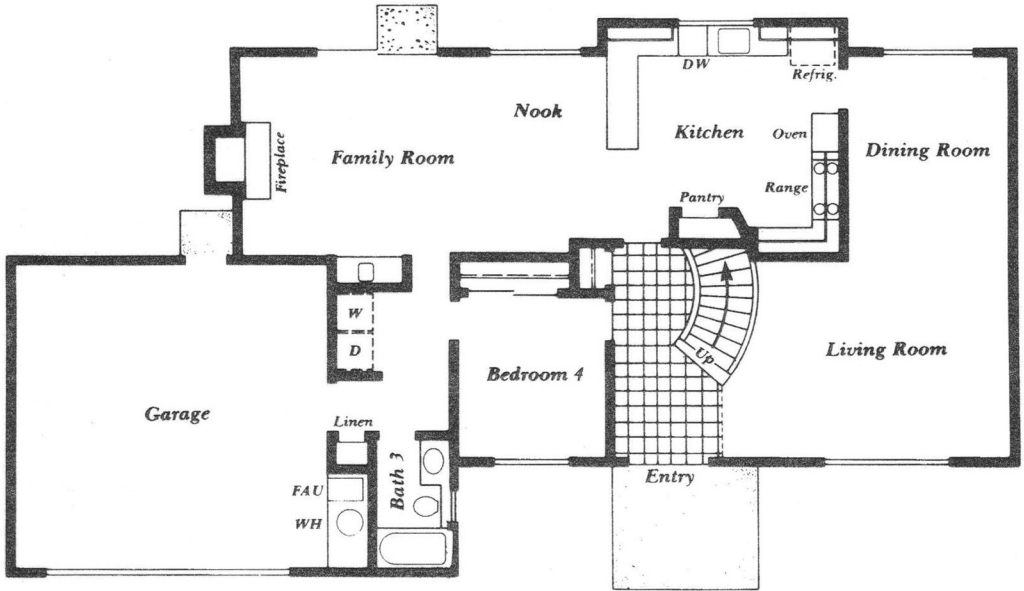 DW
Refrig.
Nook
Kitchen
Oven
Dining Room
Family Room
Fireplace
Range
Pantry
W
D
Up
Living Room
Bedroom 4
Garage
Linen
Bath 3
Entry
FAU
WH